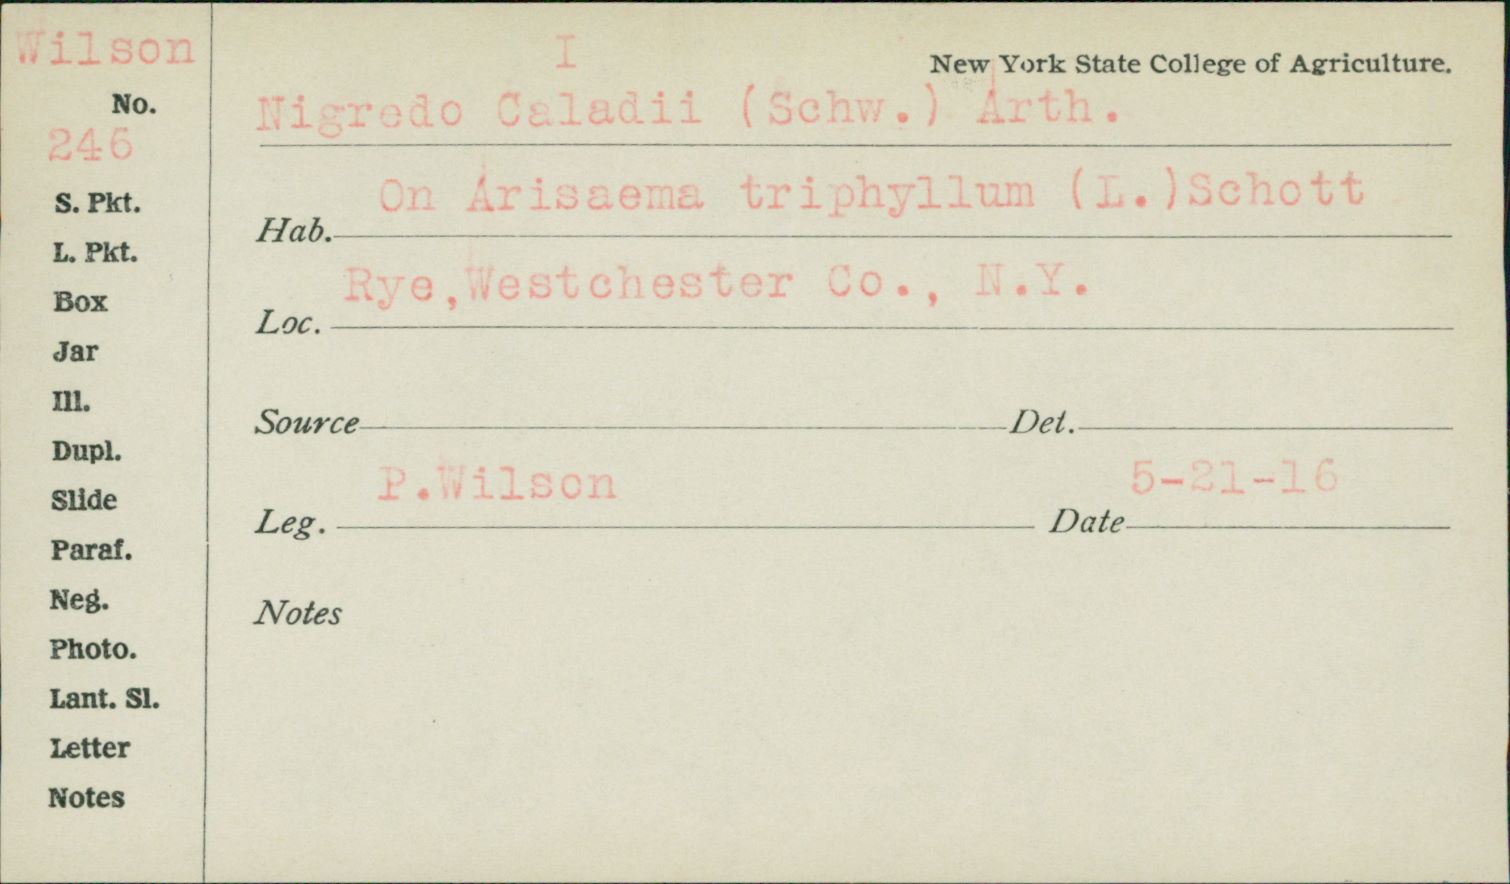 Wilson
No.
246
S. Pkt.
L. Pkt.
Box
Jar
Ill.
Dupl.
Slide
Paraf.
Neg.
Photo.
Lant. Sl.
Letter
Notes
I
New York State College of Agriculture.
Nigredo Caladii (Schw.) Arth.
Hab. On Arisaema triphyllum (L.)Schott
Loc. Rye,Westchester Co., N.Y.
Source Det.
Leg. P.Wilson Date 5-21-16
Notes